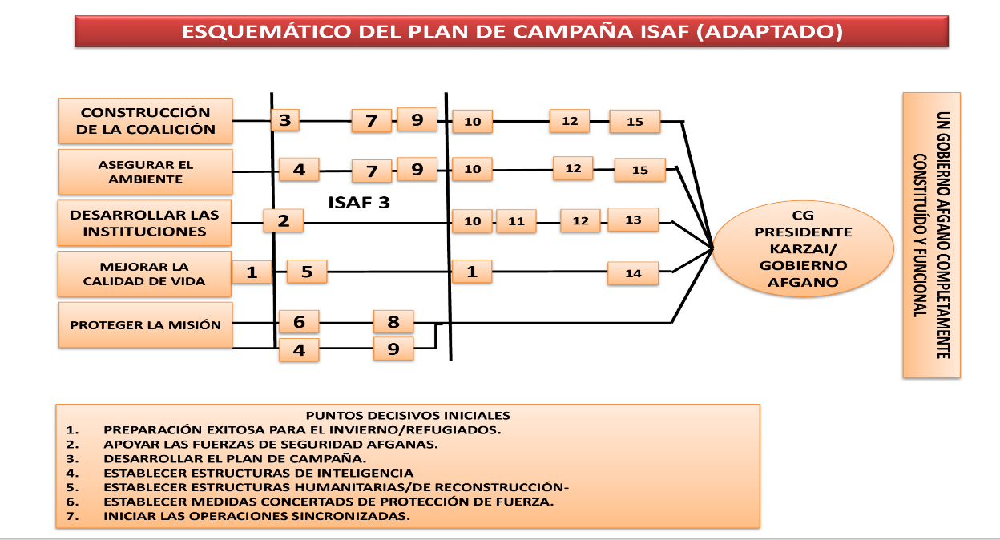 ESQUEMÁTICO DEL PLAN DE CAMPAÑA ISAF (ADAPTADO)
CONSTRUCCIÓN
DE LA COALICIÓN
3
7
9
10
12
15
ASEGURAR EL
AMBIENTE
4
7
9
10
12
15
ISAF 3
DESARROLLAR LAS
INSTITUCIONES
2
10
11
12
13
MEJORAR LA
CALIDAD DE VIDA
1
5
1
14
PROTEGER LA MISIÓN
6
8
4
9
CG
PRESIDENTE
KARZAI/
GOBIERNO
AFGANO
UN GOBIERNO AFGANO COMPLETAMENTE
CONSTITUÍDO Y FUNCIONAL
PUNTOS DECISIVOS INICIALES
1. PREPARACIÓN EXITOSA PARA EL INVIERNO/REFUGIADOS.
2. APOYAR LAS FUERZAS DE SEGURIDAD AFGANAS.
3. DESARROLLAR EL PLAN DE CAMPAÑA.
4. ESTABLECER ESTRUCTURAS DE INTELIGENCIA
5. ESTABLECER ESTRUCTURAS HUMANITARIAS/DE RECONSTRUCCIÓN-
6. ESTABLECER MEDIDAS CONCERTADS DE PROTECCIÓN DE FUERZA.
7. INICIAR LAS OPERACIONES SINCRONIZADAS.